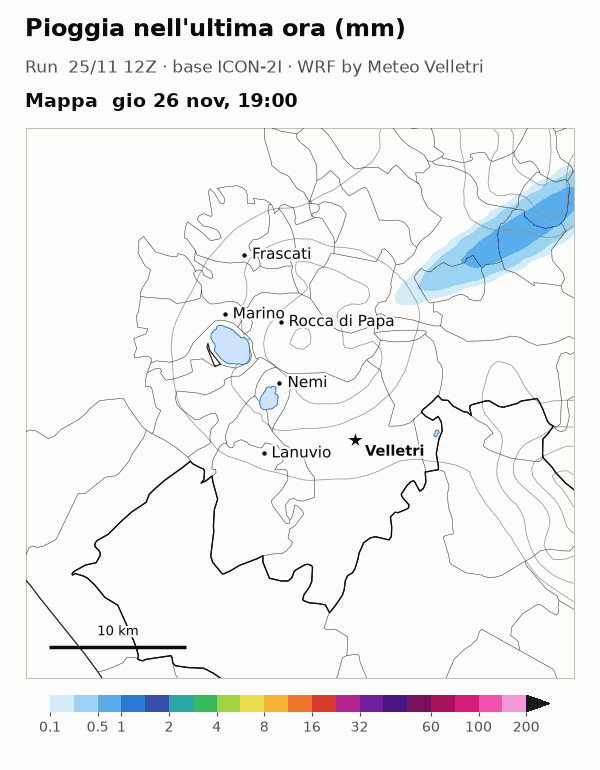 Pioggia nell'ultima ora (mm)
Run 25/11 12Z · base ICON-2I · WRF by Meteo Velletri
Mappa gio 26 nov, 19:00
Frascati
Marino
Rocca di Papa
Nemi
Velletri
Lanuvio
10 km
0.1 0.5 1 2 4 8 16 32 60 100 200